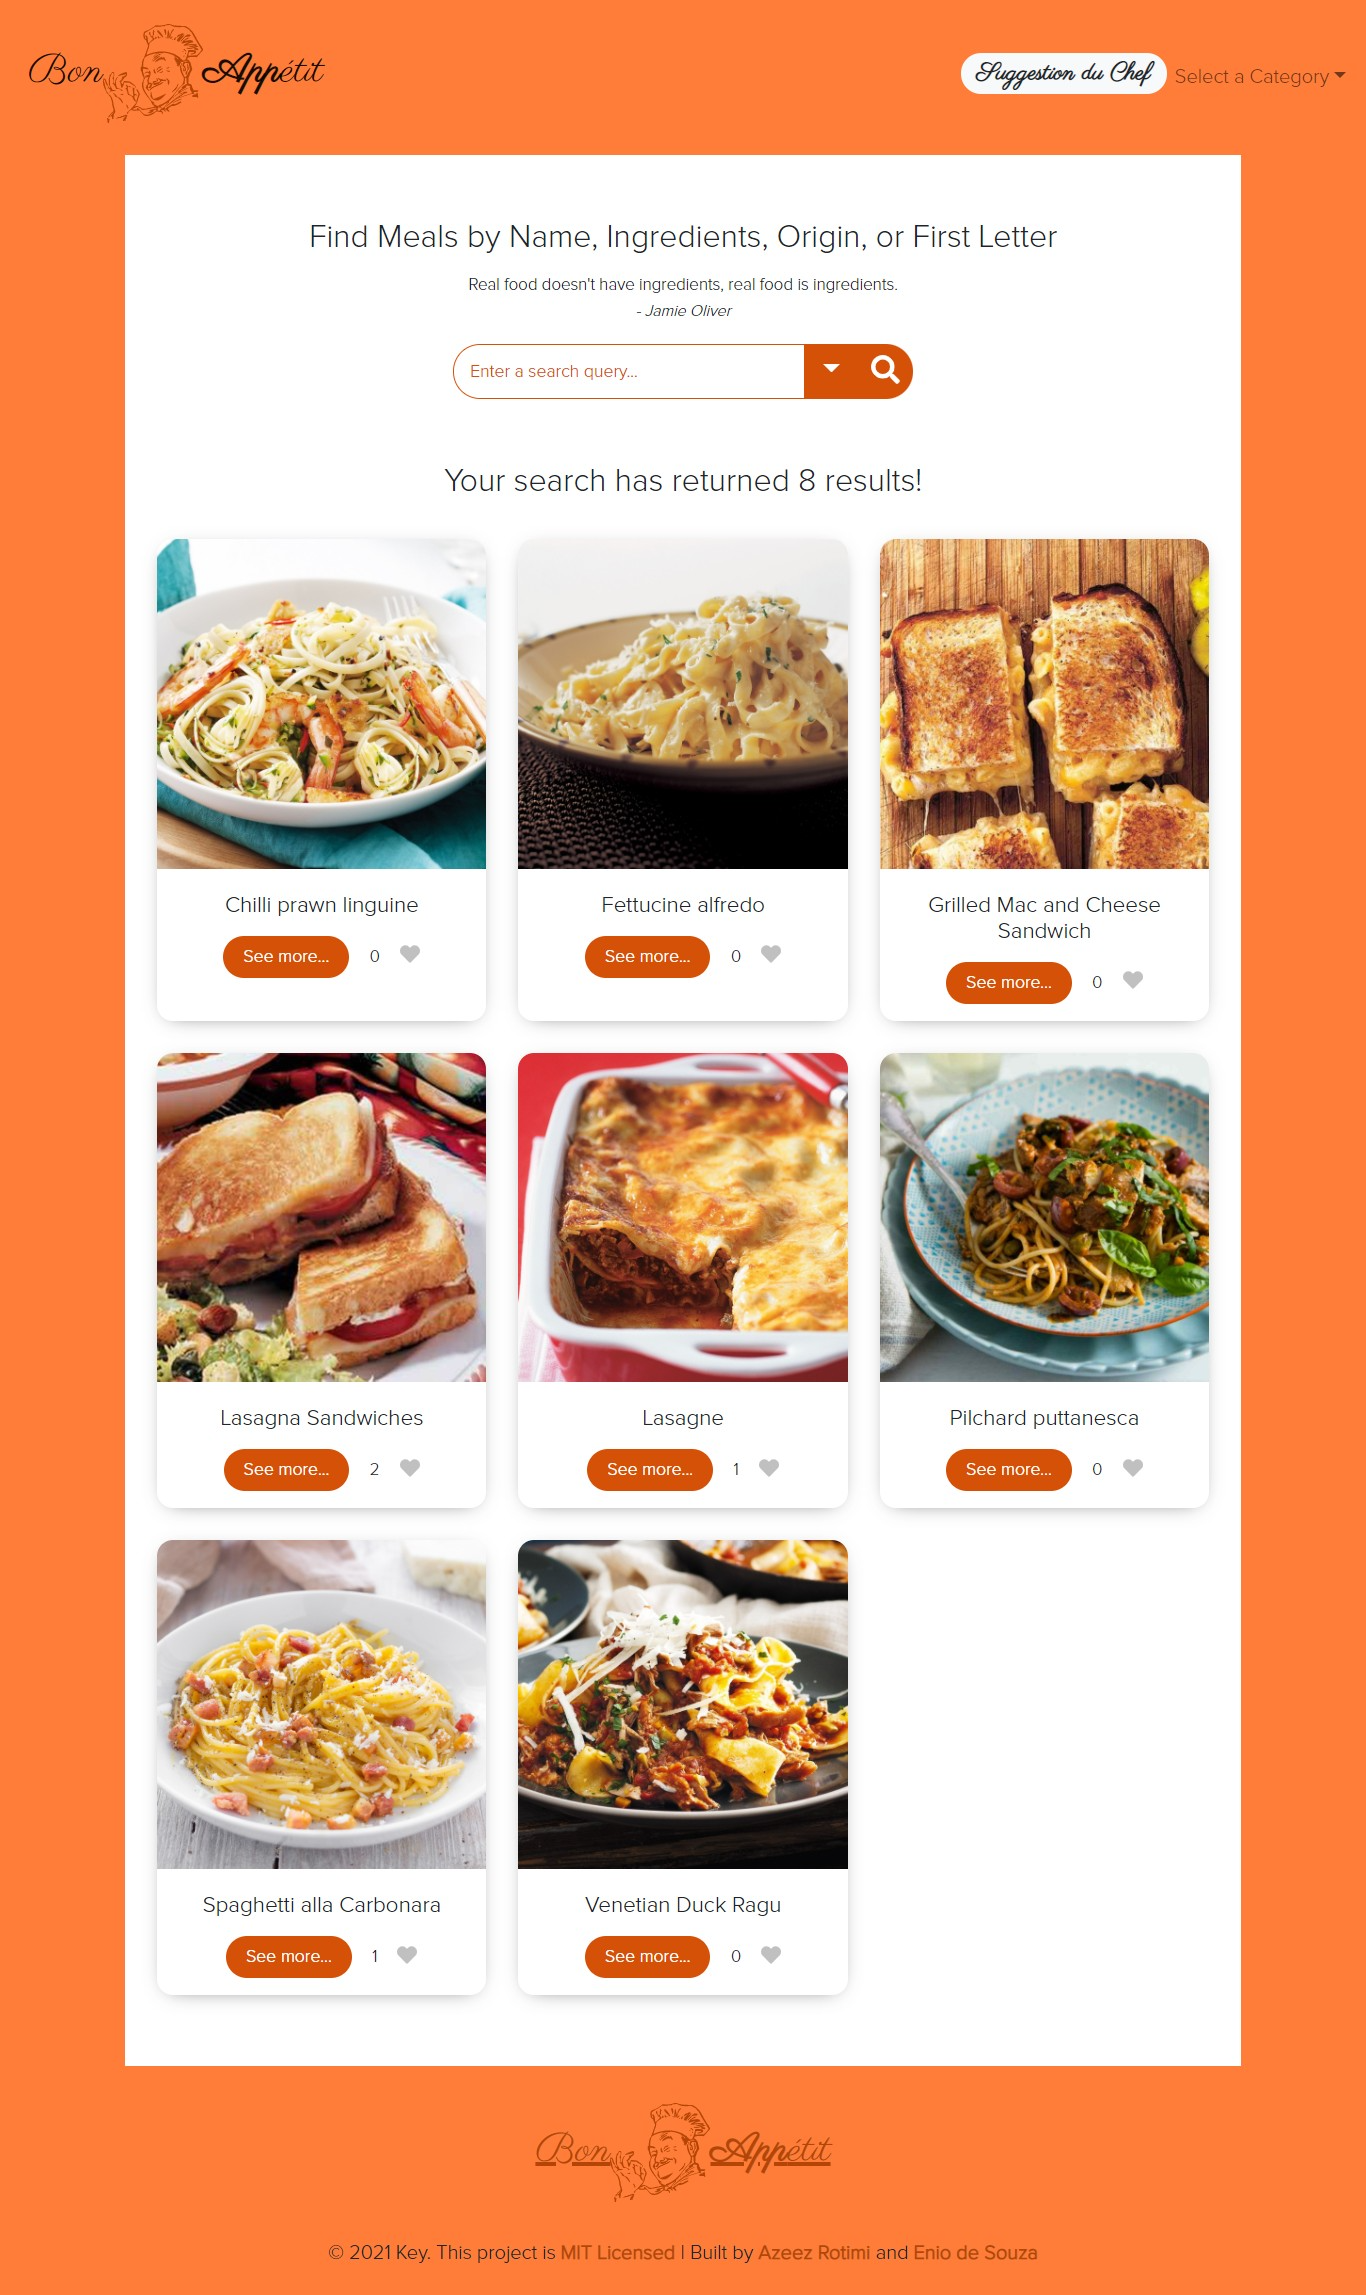 Bon Appétit
Suggestion du Chef
Select a Category
Find Meals by Name, Ingredients, Origin, or First Letter
Real food doesn't have ingredients, real food is ingredients.
- Jamie Oliver
Enter a search query...
Your search has returned 8 results!
Chilli prawn linguine
See more... 0
Fettucine alfredo
See more... 0
Grilled Mac and Cheese
Sandwich
See more... 0
Lasagna Sandwiches
See more... 2
Lasagne
See more... 1
Pilchard puttanesca
See more... 0
Spaghetti alla Carbonara
See more... 1
Venetian Duck Ragu
See more... 0
Bon Appétit
© 2021 Key. This project is MIT Licensed | Built by Azeez Rotimi and Enio de Souza